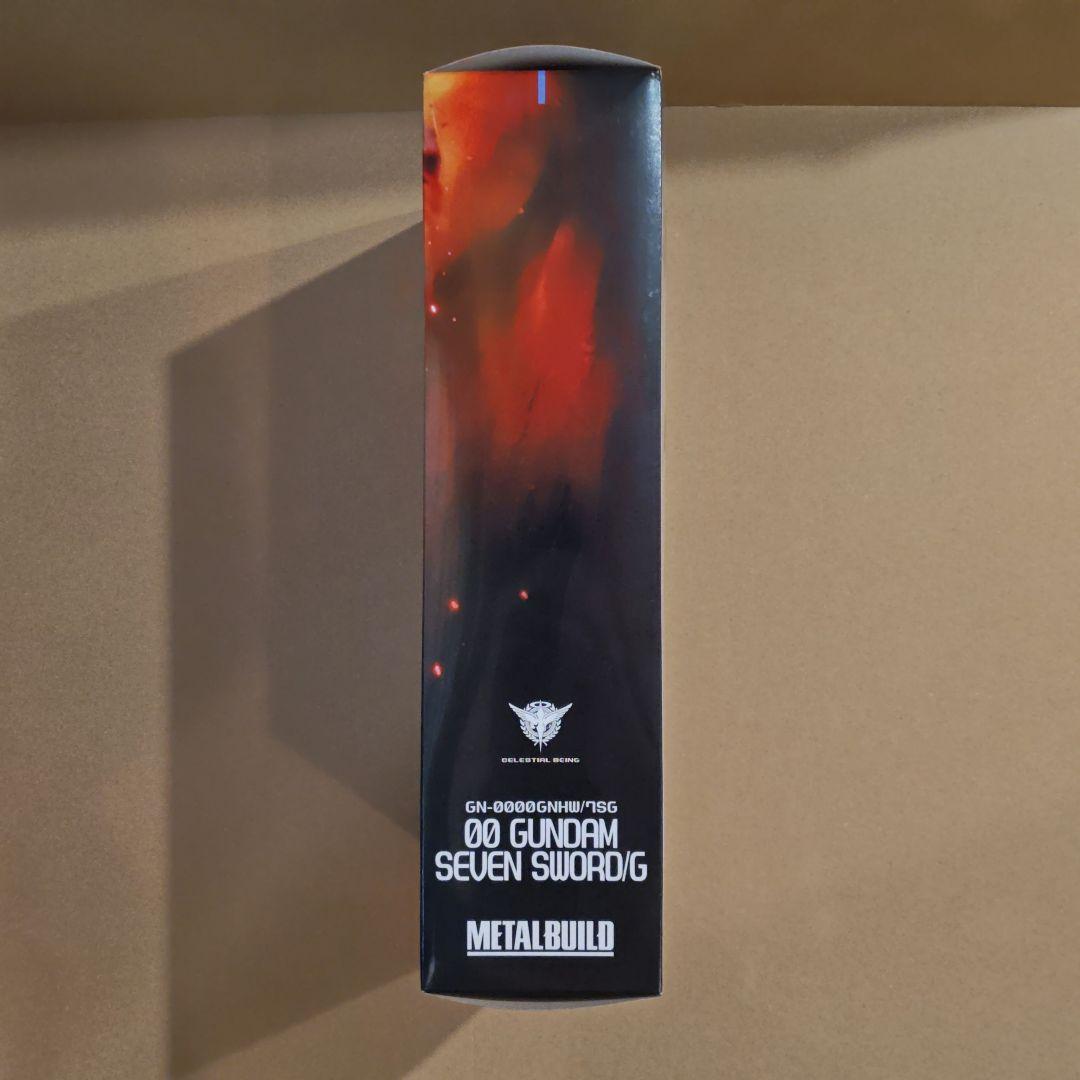 CELESTIAL BEING
GN-0000GNHW/7SG
00 GUNDAM
SEVEN SWORD/G
METALBUILD